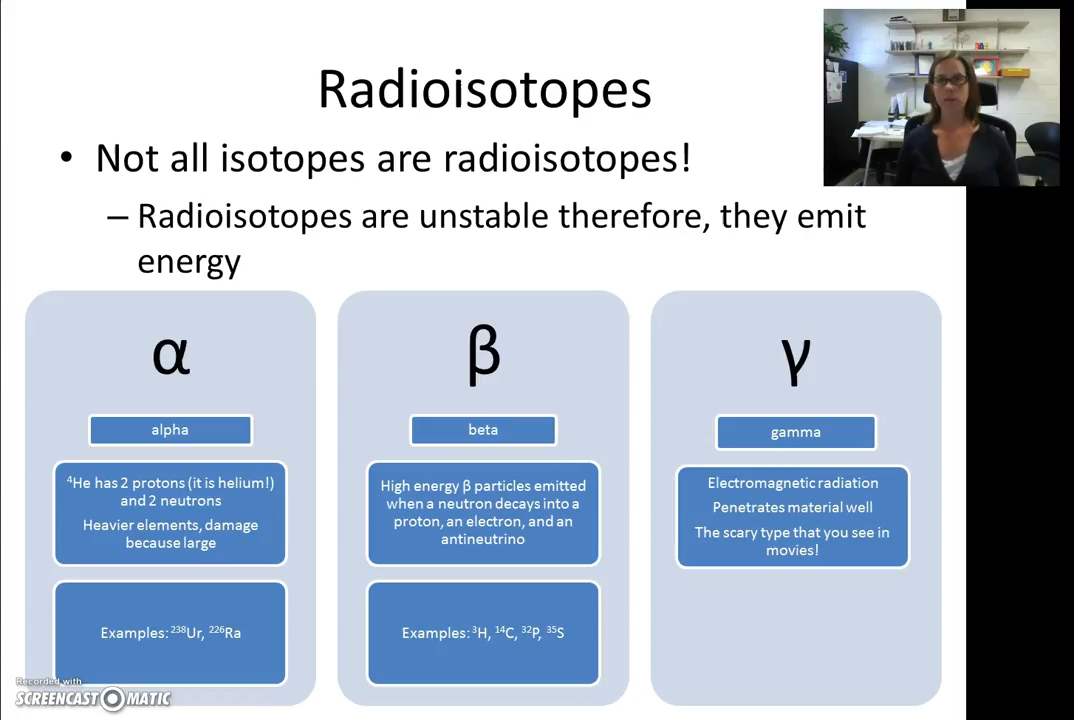 Radioisotopes
• Not all isotopes are radioisotopes!
– Radioisotopes are unstable therefore, they emit
energy
α
alpha
⁴He has 2 protons (it is helium!)
and 2 neutrons
Heavier elements, damage
because large
Examples: ²³⁸Ur, ²²⁶Ra
β
beta
High energy β particles emitted
when a neutron decays into a
proton, an electron, and an
antineutrino
Examples: ³H, ¹⁴C, ³²P, ³⁵S
γ
gamma
Electromagnetic radiation
Penetrates material well
The scary type that you see in
movies!
Recorded with
SCREENCAST-O-MATIC